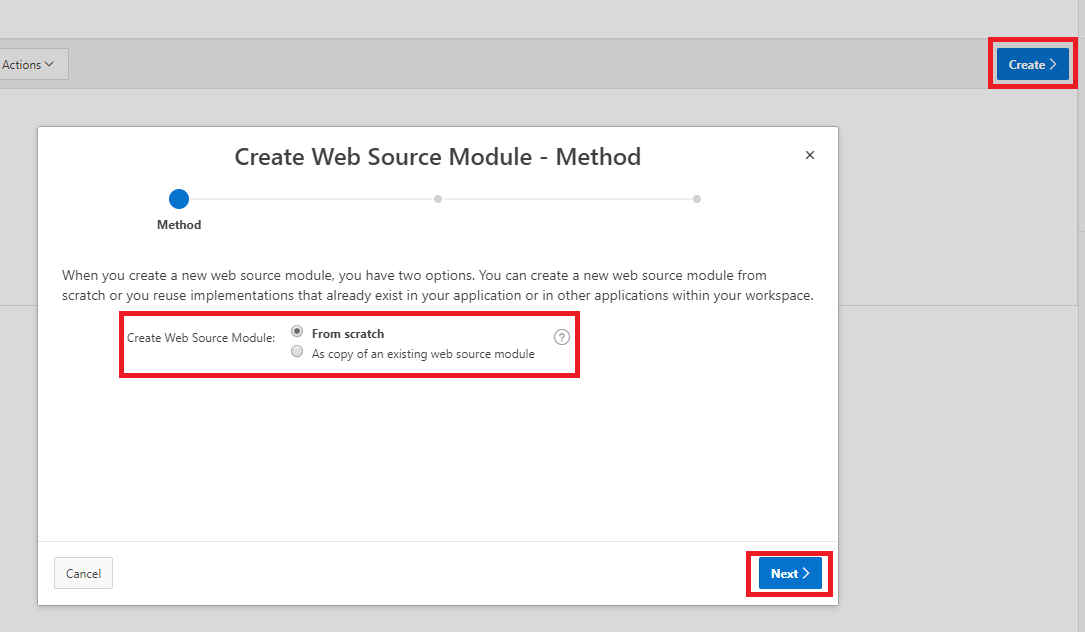 Actions
Create
Create Web Source Module - Method
Method
When you create a new web source module, you have two options. You can create a new web source module from
scratch or you reuse implementations that already exist in your application or in other applications within your workspace.
Create Web Source Module:
From scratch
?
As copy of an existing web source module
Cancel
Next